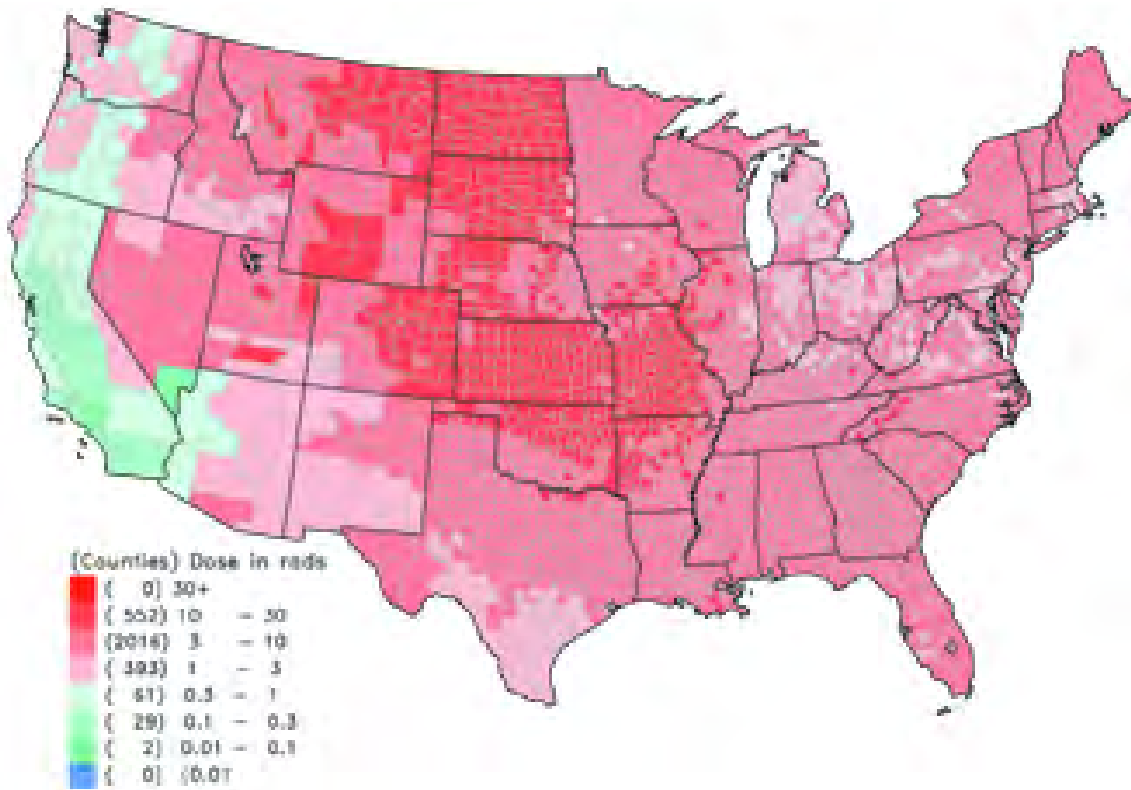 (Counties) Dose in rads
( 0) 30+
( 552) 10 - 30
(2016) 3 - 10
( 393) 1 - 3
( 61) 0.3 - 1
( 29) 0.1 - 0.3
( 2) 0.01 - 0.1
( 0) (0.01